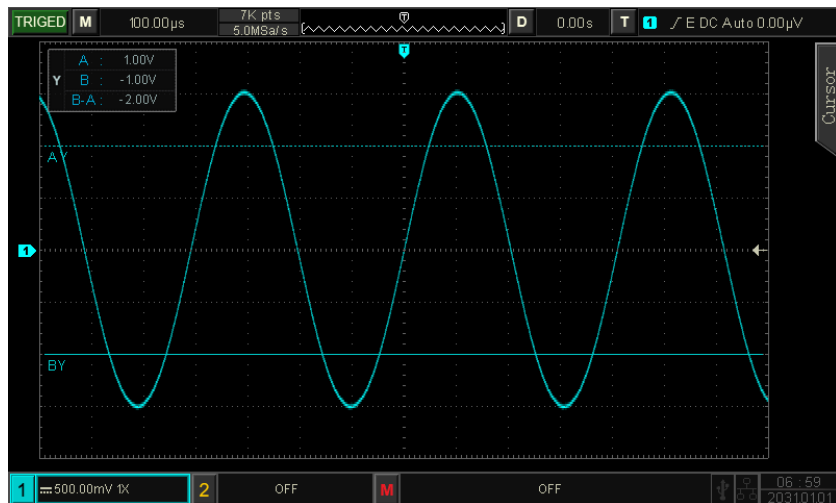 TRIGED M 100.00µs 7K pts D 0.00s T 1 E DC Auto 0.00µV
5.0MSa/s
T
T
A : 1.00V
Y B : -1.00V
B-A : -2.00V
Cursor
AY
1
BY
1 500.00mV 1X 2 OFF M OFF 06 : 59
20310101